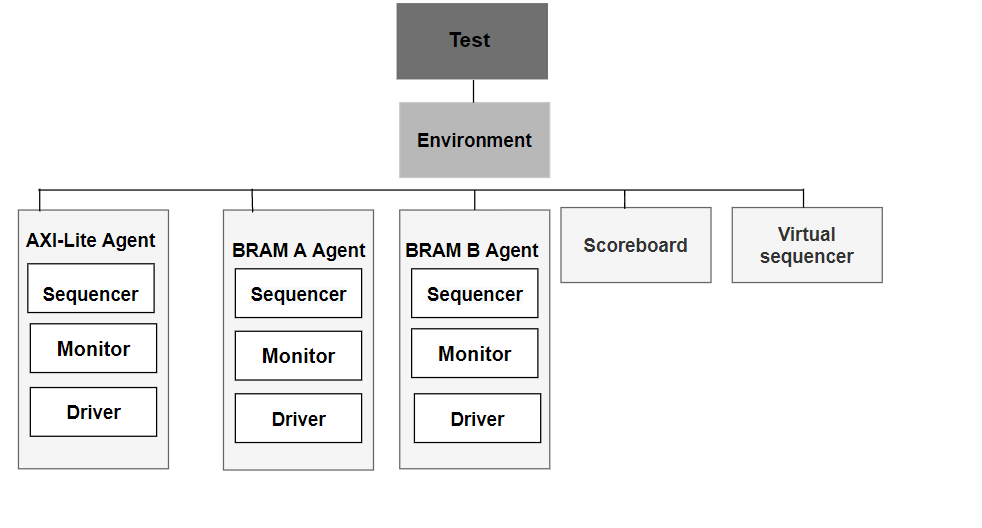 Test
Environment
AXI-Lite Agent
Sequencer
Monitor
Driver
BRAM A Agent
Sequencer
Monitor
Driver
BRAM B Agent
Sequencer
Monitor
Driver
Scoreboard
Virtual
sequencer